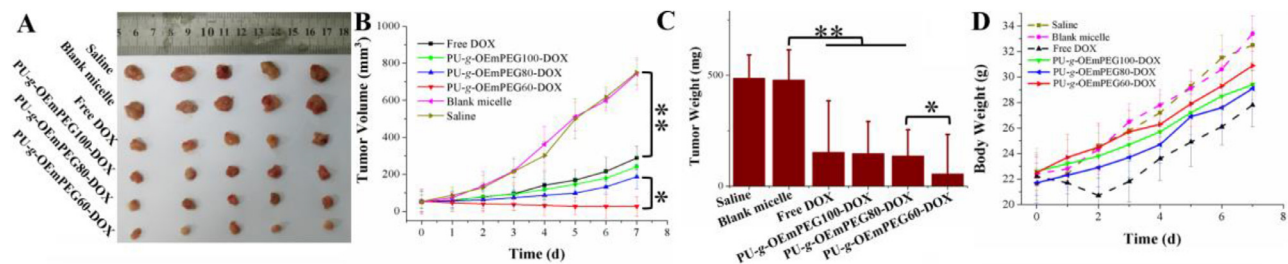 A
5 6 7 8 9 10 11 12 13 14 15 16 17 18
Saline
Blank micelle
Free DOX
PU-g-OEmPEG100-DOX
PU-g-OEmPEG80-DOX
PU-g-OEmPEG60-DOX
B
Tumor Volume (mm³)
1000
800
600
400
200
0
Free DOX
PU-g-OEmPEG100-DOX
PU-g-OEmPEG80-DOX
PU-g-OEmPEG60-DOX
Blank micelle
Saline
**
*
0 1 2 3 4 5 6 7 8
Time (d)
C
Tumor Weight (mg)
500
0
**
*
Saline
Blank micelle
Free DOX
PU-g-OEmPEG100-DOX
PU-g-OEmPEG80-DOX
PU-g-OEmPEG60-DOX
D
Body Weight (g)
34
32
30
28
26
24
22
20
Saline
Blank micelle
Free DOX
PU-g-OEmPEG100-DOX
PU-g-OEmPEG80-DOX
PU-g-OEmPEG60-DOX
0 2 4 6 8
Time (d)